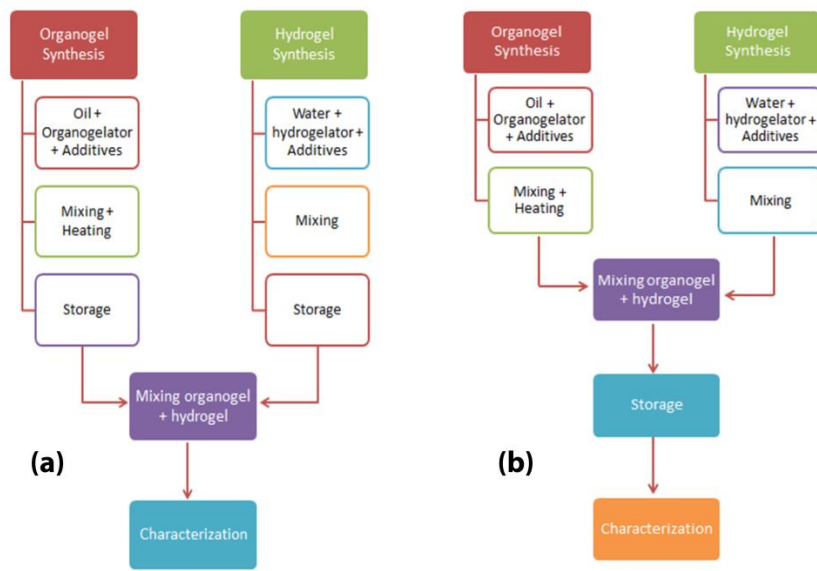 Organogel
Synthesis
Oil +
Organogelator
+ Additives
Mixing +
Heating
Storage
Hydrogel
Synthesis
Water +
hydrogelator +
Additives
Mixing
Storage
Mixing organogel
+ hydrogel
Characterization
(a)
Organogel
Synthesis
Oil +
Organogelator
+ Additives
Mixing +
Heating
Hydrogel
Synthesis
Water +
hydrogelator +
Additives
Mixing
Mixing organogel
+ hydrogel
Storage
Characterization
(b)